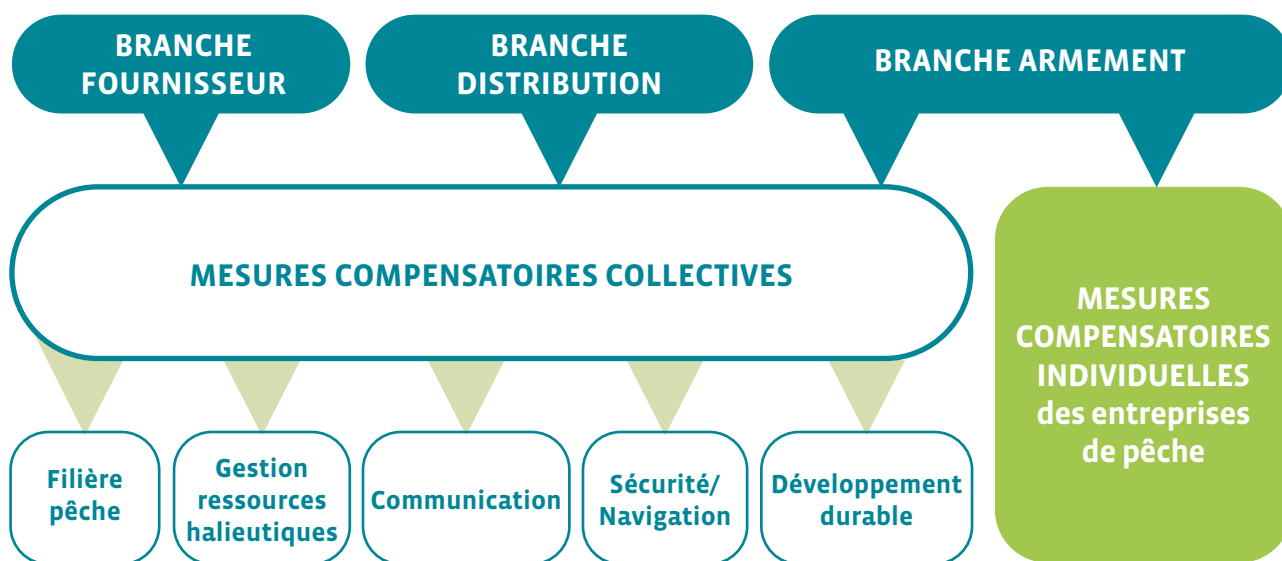 BRANCHE
FOURNISSEUR
BRANCHE
DISTRIBUTION
BRANCHE ARMEMENT
MESURES COMPENSATOIRES COLLECTIVES
MESURES
COMPENSATOIRES
INDIVIDUELLES
des entreprises
de pêche
Filière
pêche
Gestion
ressources
halieutiques
Communication
Sécurité/
Navigation
Développement
durable